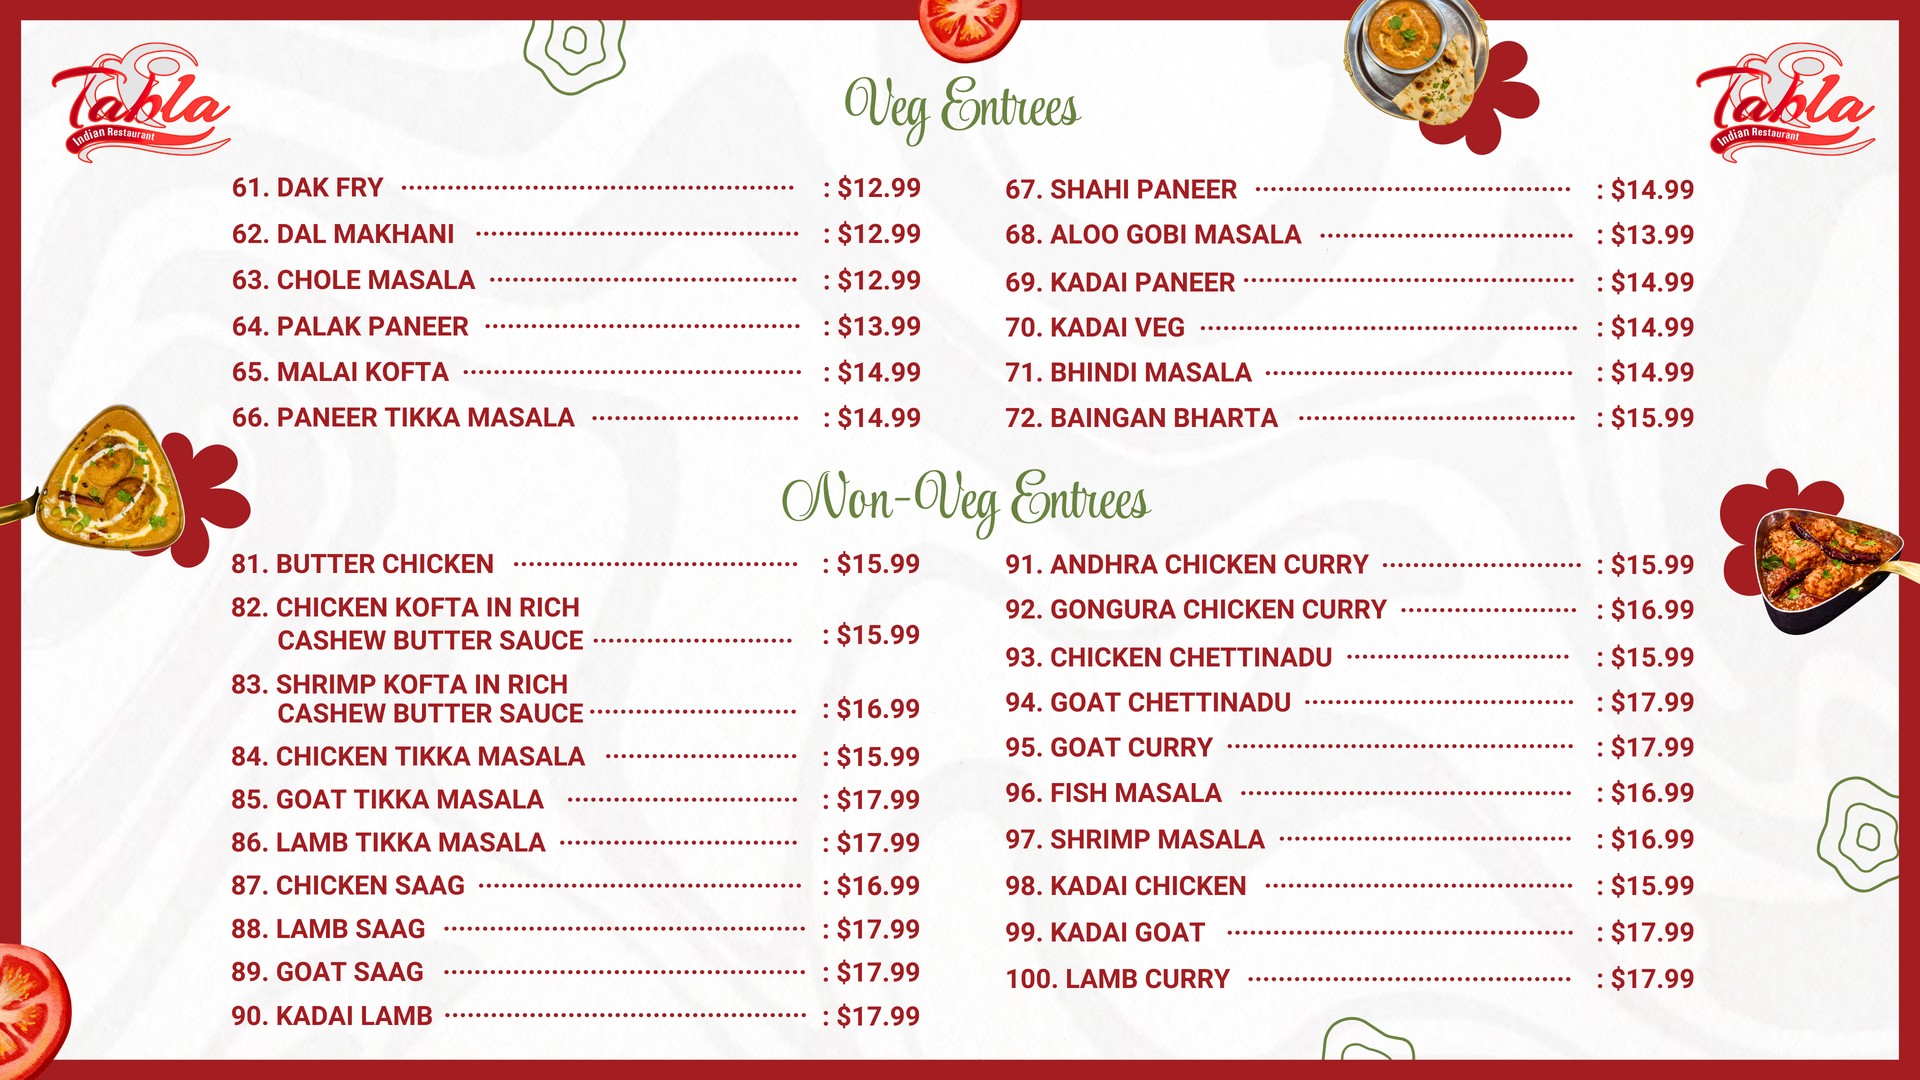 Tabla
Indian Restaurant
Tabla
Indian Restaurant
Veg Entrees
61. DAK FRY : $12.99
62. DAL MAKHANI : $12.99
63. CHOLE MASALA : $12.99
64. PALAK PANEER : $13.99
65. MALAI KOFTA : $14.99
66. PANEER TIKKA MASALA : $14.99
67. SHAHI PANEER : $14.99
68. ALOO GOBI MASALA : $13.99
69. KADAI PANEER : $14.99
70. KADAI VEG : $14.99
71. BHINDI MASALA : $14.99
72. BAINGAN BHARTA : $15.99
Non-Veg Entrees
81. BUTTER CHICKEN : $15.99
82. CHICKEN KOFTA IN RICH
CASHEW BUTTER SAUCE : $15.99
83. SHRIMP KOFTA IN RICH
CASHEW BUTTER SAUCE : $16.99
84. CHICKEN TIKKA MASALA : $15.99
85. GOAT TIKKA MASALA : $17.99
86. LAMB TIKKA MASALA : $17.99
87. CHICKEN SAAG : $16.99
88. LAMB SAAG : $17.99
89. GOAT SAAG : $17.99
90. KADAI LAMB : $17.99
91. ANDHRA CHICKEN CURRY : $15.99
92. GONGURA CHICKEN CURRY : $16.99
93. CHICKEN CHETTINADU : $15.99
94. GOAT CHETTINADU : $17.99
95. GOAT CURRY : $17.99
96. FISH MASALA : $16.99
97. SHRIMP MASALA : $16.99
98. KADAI CHICKEN : $15.99
99. KADAI GOAT : $17.99
100. LAMB CURRY : $17.99